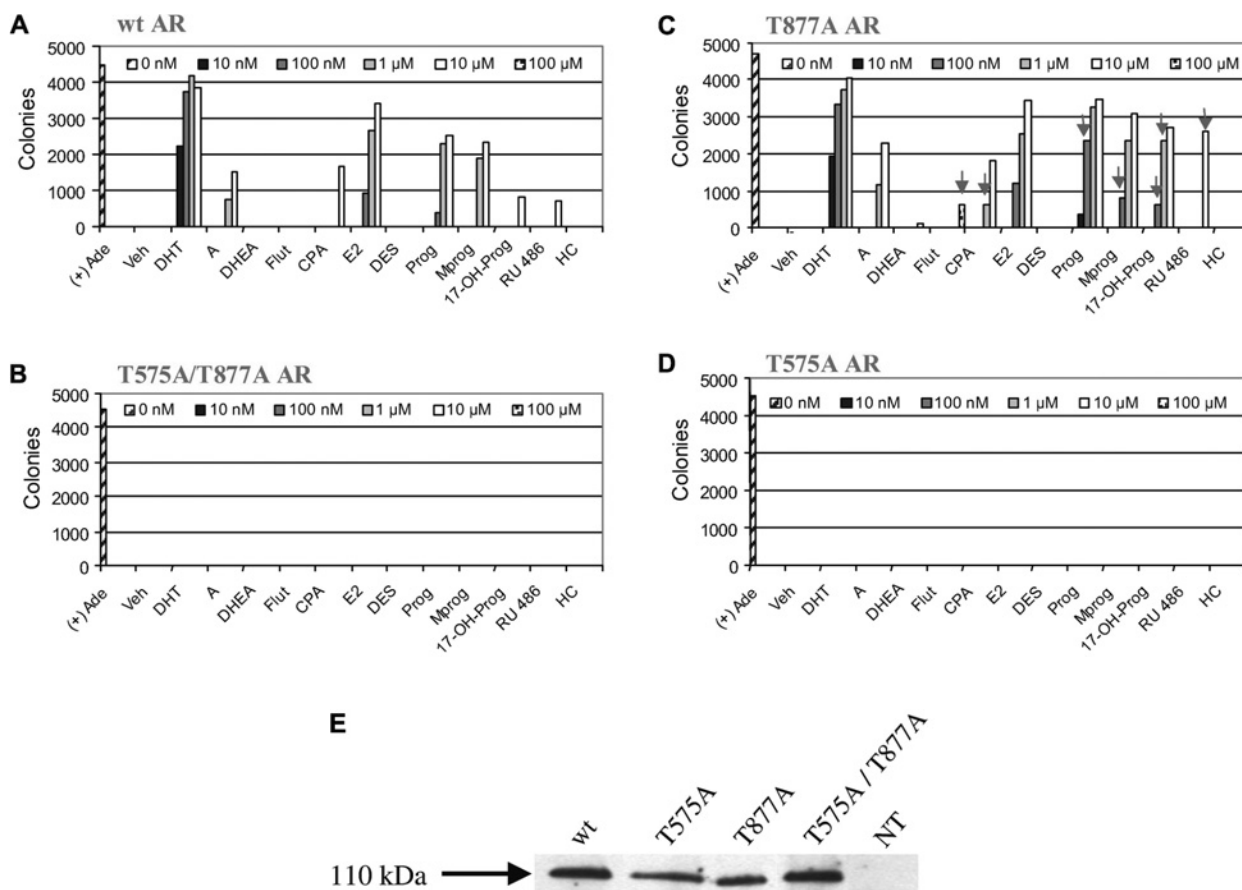 A
wt AR
5000
4000
3000
2000
1000
0
Colonies
0 nM 10 nM 100 nM 1 µM 10 µM 100 µM
(+) Ade Veh DHT A DHEA Flut CPA E2 DES Prog Mprog 17-OH-Prog RU 486 HC
C
T877A AR
5000
4000
3000
2000
1000
0
Colonies
0 nM 10 nM 100 nM 1 µM 10 µM 100 µM
(+) Ade Veh DHT A DHEA Flut CPA E2 DES Prog Mprog 17-OH-Prog RU 486 HC
B
T575A/T877A AR
5000
4000
3000
2000
1000
0
Colonies
0 nM 10 nM 100 nM 1 µM 10 µM 100 µM
(+) Ade Veh DHT A DHEA Flut CPA E2 DES Prog Mprog 17-OH-Prog RU 486 HC
D
T575A AR
5000
4000
3000
2000
1000
0
Colonies
0 nM 10 nM 100 nM 1 µM 10 µM 100 µM
(+) Ade Veh DHT A DHEA Flut CPA E2 DES Prog Mprog 17-OH-Prog RU 486 HC
E
wt T575A T877A T575A / T877A NT
110 kDa